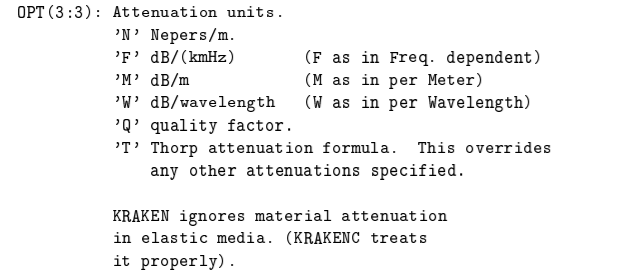 OPT(3:3): Attenuation units.
'N' Nepers/m.
'F' dB/(kmHz) (F as in Freq. dependent)
'M' dB/m (M as in per Meter)
'W' dB/wavelength (W as in per Wavelength)
'Q' quality factor.
'T' Thorp attenuation formula. This overrides
any other attenuations specified.
KRAKEN ignores material attenuation
in elastic media. (KRAKENC treats
it properly).